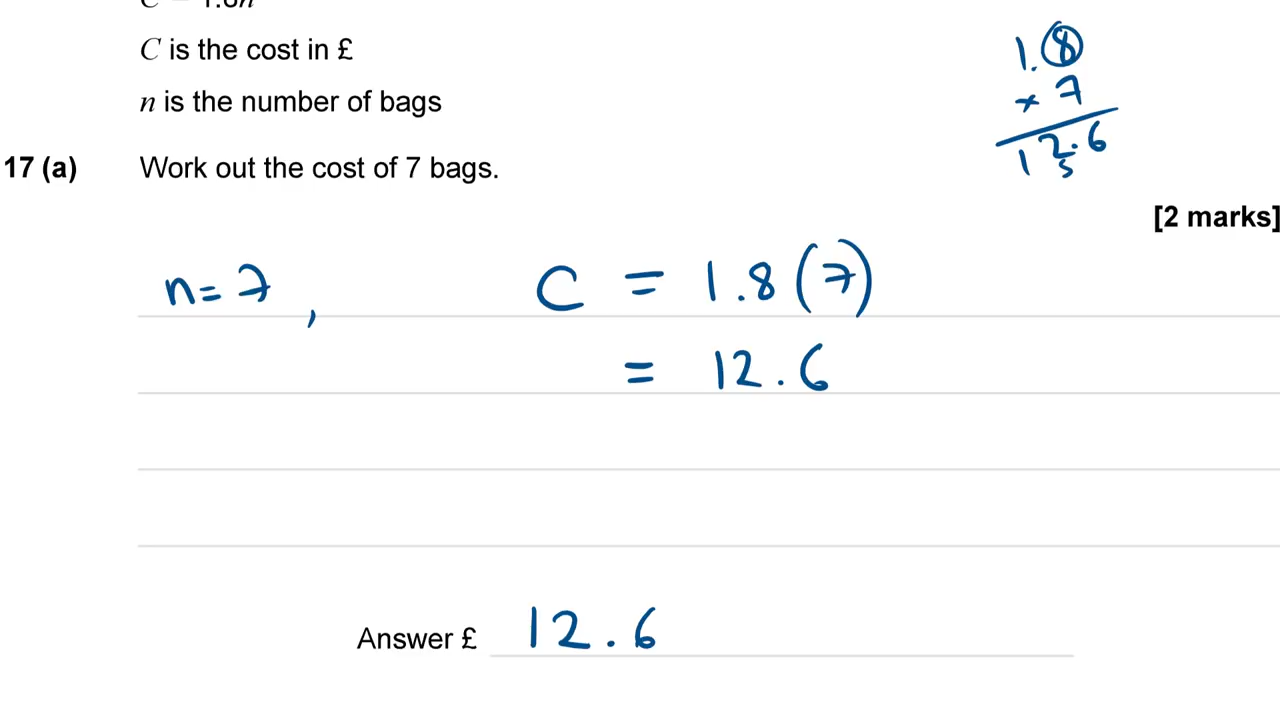 C is the cost in £
1.8
n is the number of bags
× 7
12.6
5
17 (a) Work out the cost of 7 bags.
[2 marks]
n = 7 , C = 1.8 (7)
= 12.6
Answer £ 12.6